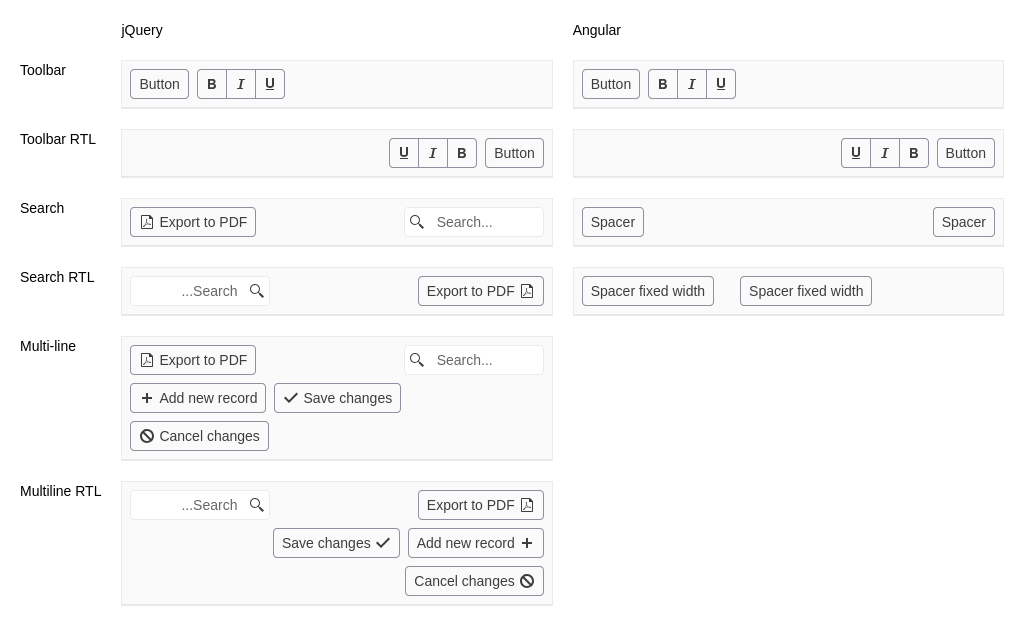 jQuery Angular
Toolbar Button B I U Button B I U
Toolbar RTL U I B Button U I B Button
Search Export to PDF Search... Spacer Spacer
Search RTL ...Search Export to PDF Spacer fixed width Spacer fixed width
Multi-line Export to PDF Search...
Add new record Save changes
Cancel changes
Multiline RTL ...Search Export to PDF
Save changes Add new record
Cancel changes